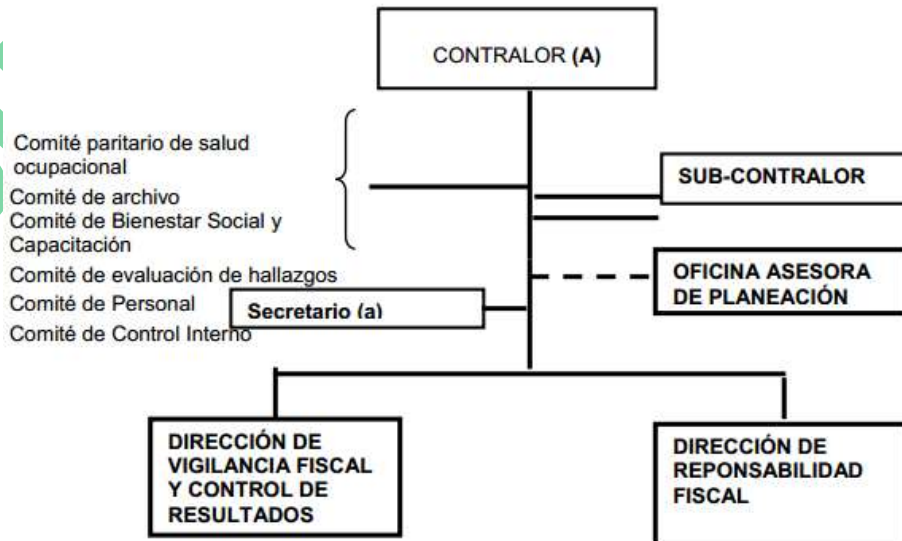 CONTRALOR (A)
Comité paritario de salud
ocupacional
Comité de archivo
Comité de Bienestar Social y
Capacitación
Comité de evaluación de hallazgos
Comité de Personal
Comité de Control Interno
SUB-CONTRALOR
OFICINA ASESORA
DE PLANEACIÓN
Secretario (a)
DIRECCIÓN DE
VIGILANCIA FISCAL
Y CONTROL DE
RESULTADOS
DIRECCIÓN DE
REPONSABILIDAD
FISCAL